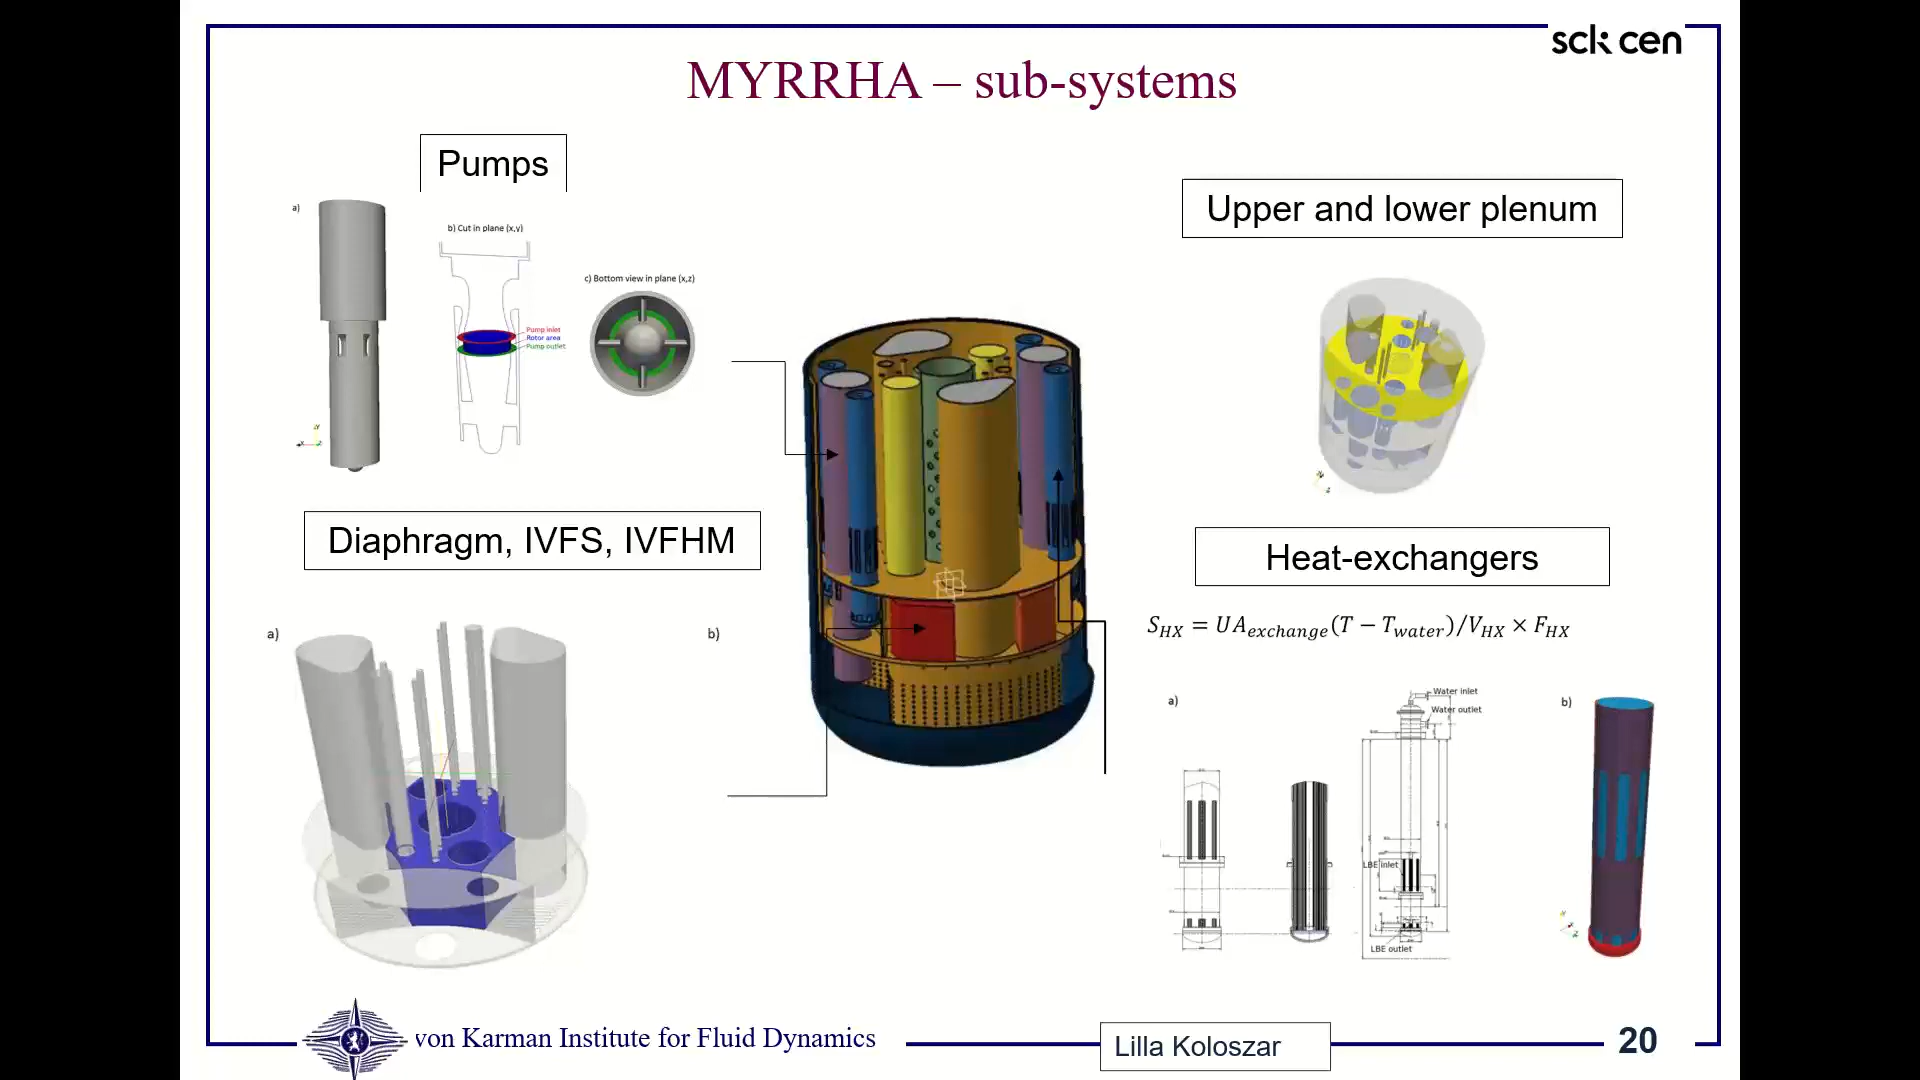 sck cen
MYRRHA – sub-systems
Pumps
a)
b) Cut in plane (x,y)
Pump inlet
Rotor area
Pump outlet
c) Bottom view in plane (x,z)
Upper and lower plenum
Diaphragm, IVFS, IVFHM
a)
b)
Heat-exchangers
S_HX = UA_exchange(T − T_water)/V_HX × F_HX
a)
Water inlet
Water outlet
LBE inlet
LBE outlet
b)
von Karman Institute for Fluid Dynamics
Lilla Koloszar
20